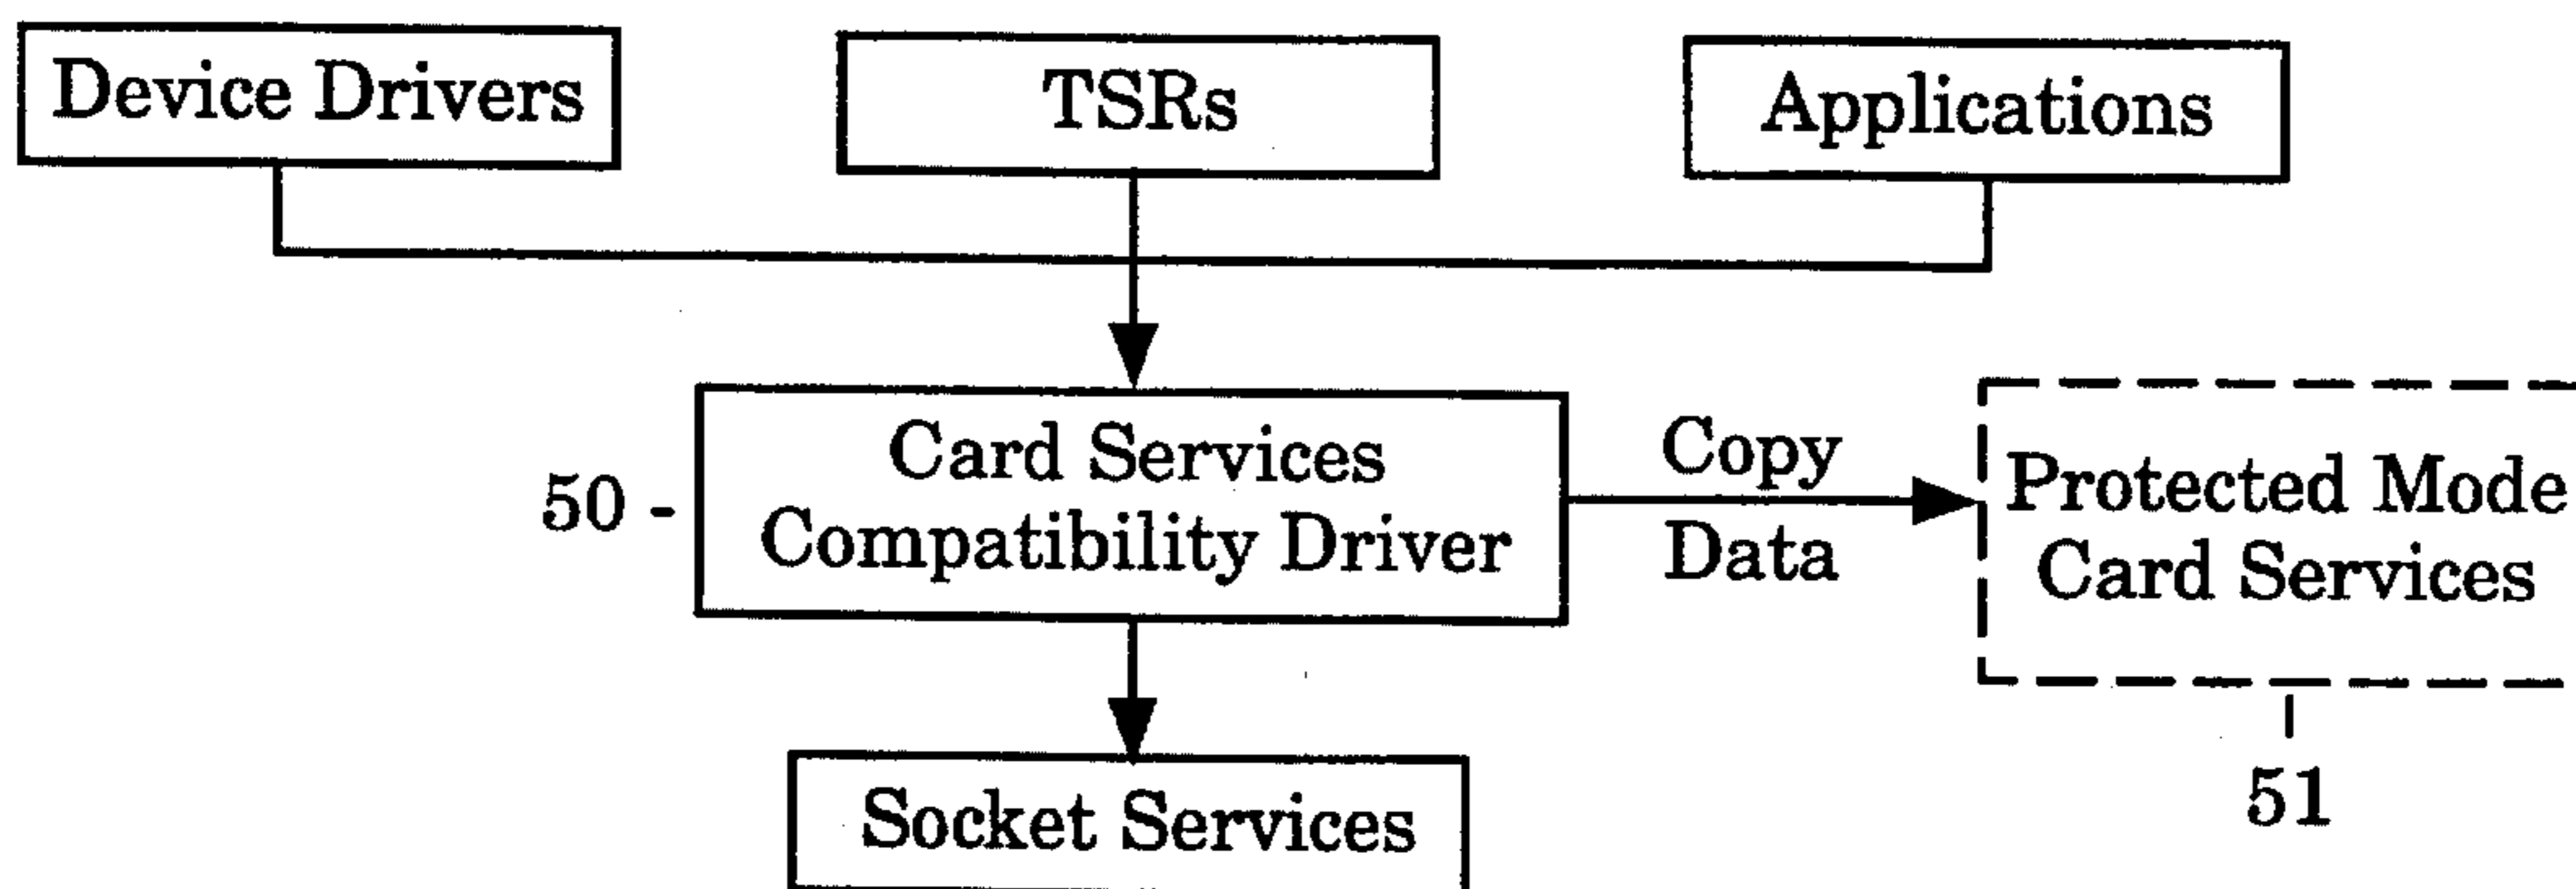 Device Drivers
TSRs
Applications
50 -
Card Services
Compatibility Driver
Copy
Data
Protected Mode
Card Services
51
Socket Services